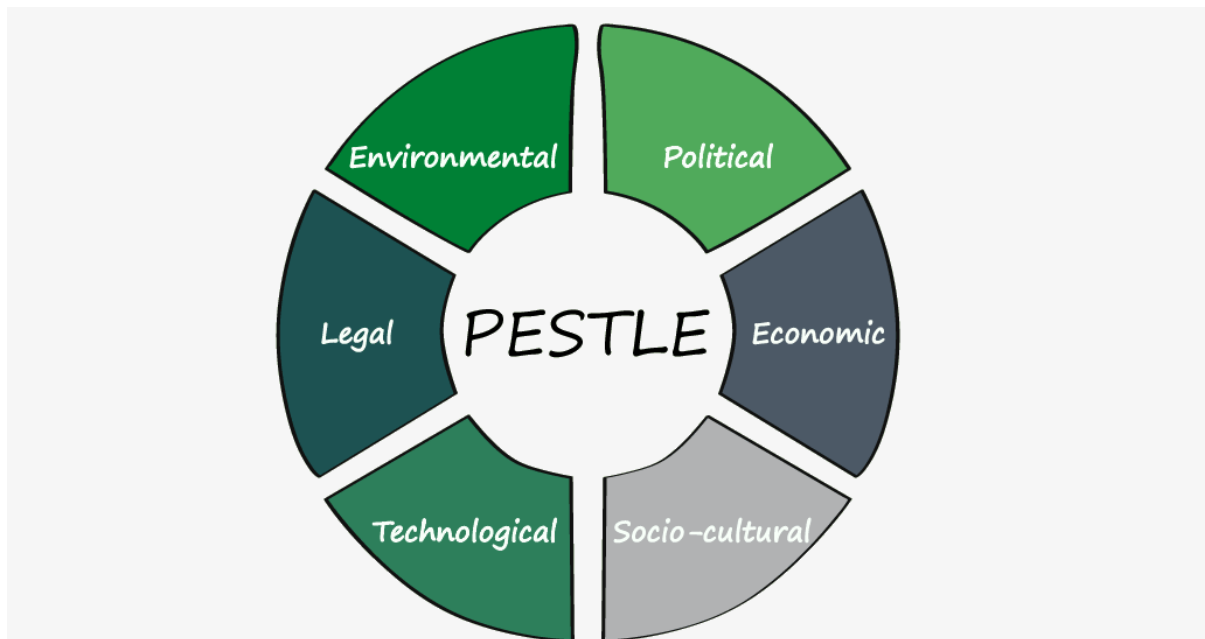 Environmental
Political
Legal
PESTLE
Economic
Technological
Socio-cultural